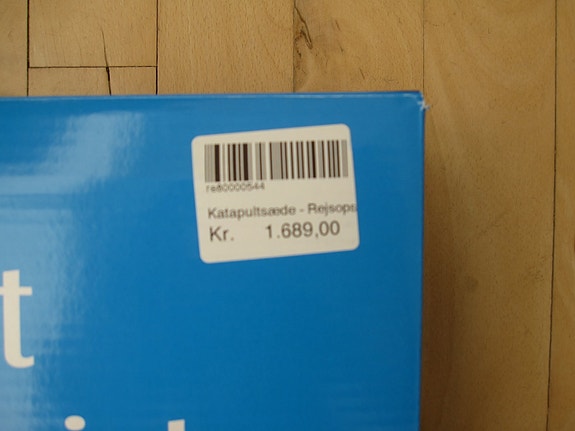 re80000544
Katapultsæde - Rejsops
Kr. 1.689,00
t